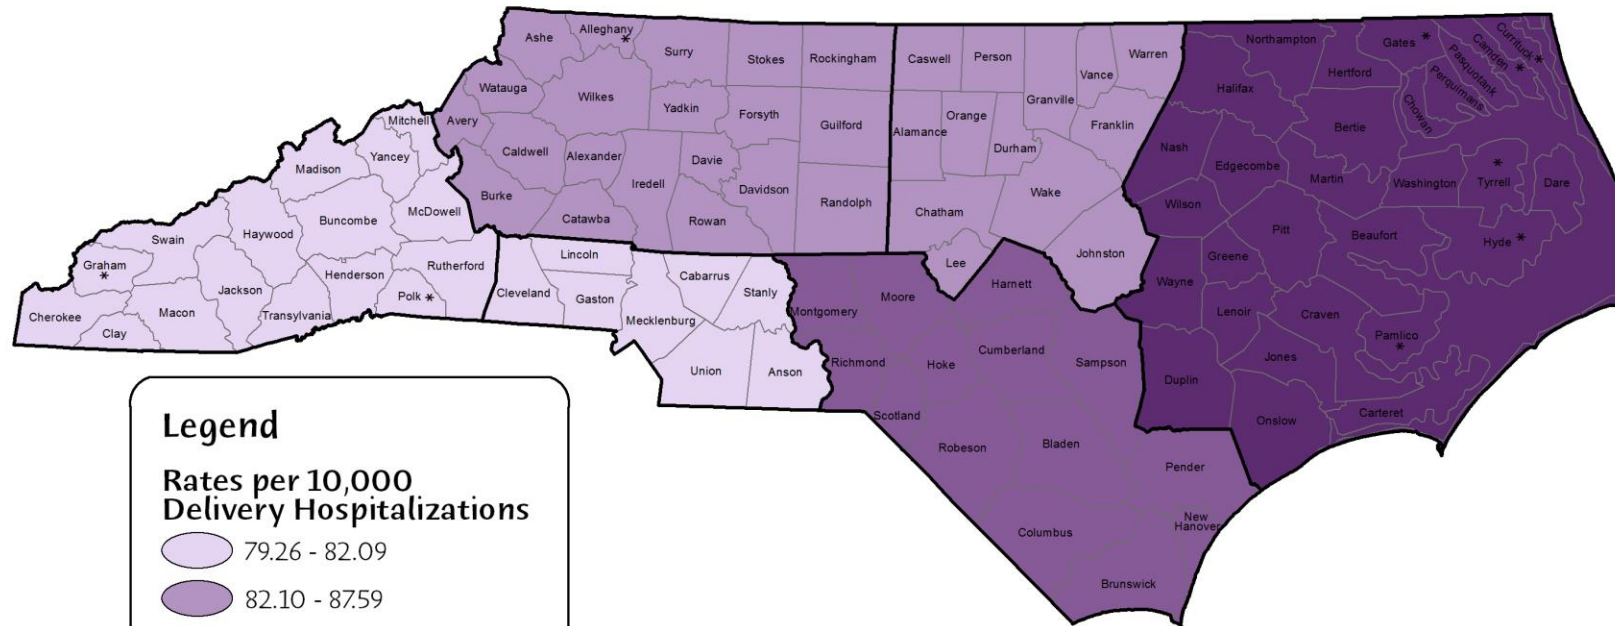 Ashe
Alleghany
*
Surry
Stokes
Rockingham
Caswell
Person
Vance
Warren
Northampton
Gates *
Camden
*
Currituck
*
Pasquotank
Perquimans
Hertford
Halifax
Granville
Watauga
Wilkes
Yadkin
Forsyth
Guilford
Alamance
Orange
Durham
Franklin
Chowan
Bertie
Mitchell
Avery
Yancey
Caldwell
Alexander
Iredell
Davie
Davidson
Nash
Edgecombe
Martin
Washington
*
Tyrrell
Dare
Madison
Burke
Catawba
Rowan
Randolph
Wake
Chatham
Wilson
Pitt
Beaufort
Hyde *
McDowell
Buncombe
Haywood
Swain
Graham
*
Rutherford
Henderson
Polk *
Jackson
Transylvania
Macon
Cherokee
Clay
Lincoln
Cleveland
Gaston
Cabarrus
Stanly
Mecklenburg
Union
Anson
Lee
Johnston
Greene
Wayne
Lenoir
Craven
Pamlico
*
Jones
Duplin
Onslow
Carteret
Moore
Montgomery
Harnett
Richmond
Hoke
Cumberland
Sampson
Scotland
Robeson
Bladen
Pender
New
Hanover
Columbus
Brunswick
Legend
Rates per 10,000
Delivery Hospitalizations
79.26 - 82.09
82.10 - 87.59